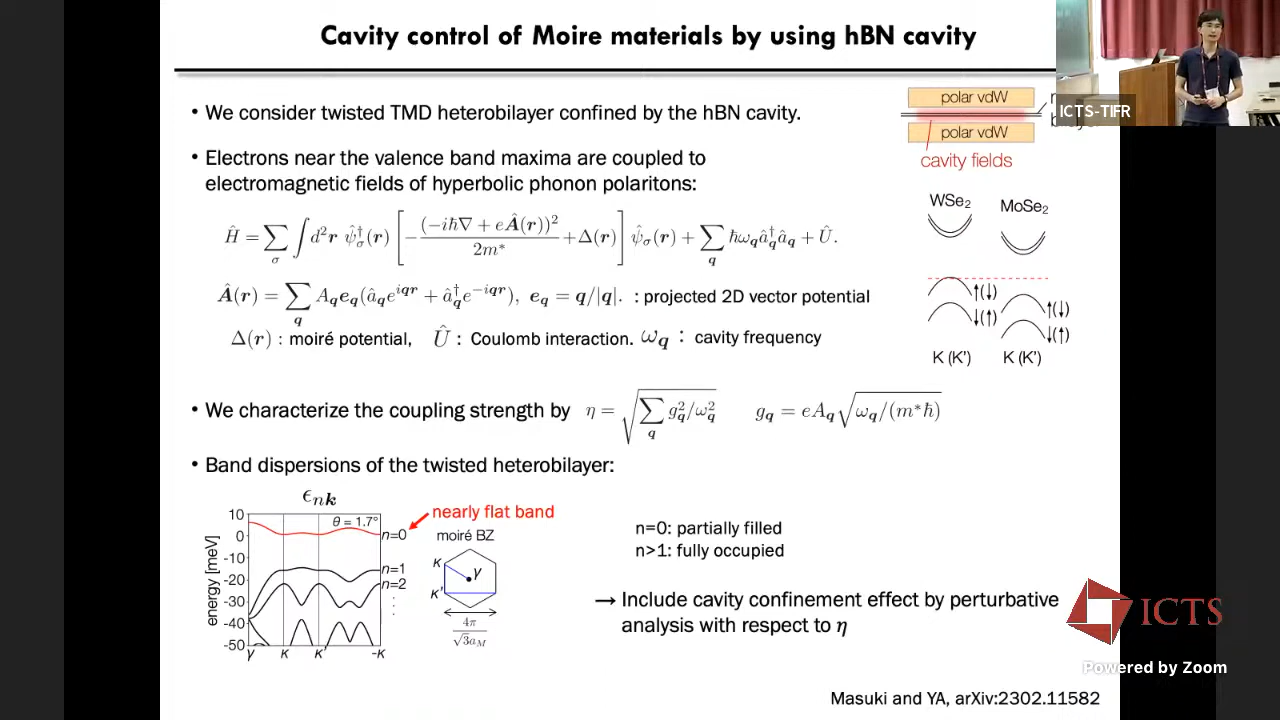 Cavity control of Moire materials by using hBN cavity
• We consider twisted TMD heterobilayer confined by the hBN cavity.
• Electrons near the valence band maxima are coupled to
electromagnetic fields of hyperbolic phonon polaritons:
Ĥ = ∑_σ ∫ d²r ψ̂†_σ(r) [ −(−iħ∇ + eÂ(r))²/2m* + Δ(r) ] ψ̂_σ(r) + ∑_q ħω_q â†_q â_q + Û.
Â(r) = ∑_q A_q e_q (â_q e^{iqr} + â†_q e^{−iqr}), e_q = q/|q|. : projected 2D vector potential
Δ(r) : moiré potential, Û : Coulomb interaction. ω_q : cavity frequency
polar vdW
polar vdW
cavity fields
ICTS-TIFR
WSe₂
MoSe₂
↑(↓)
↓(↑)
↑(↓)
↓(↑)
K (K')
K (K')
• We characterize the coupling strength by η = √(∑_q g_q²/ω_q²) g_q = eA_q √(ω_q/(m*ħ))
• Band dispersions of the twisted heterobilayer:
ϵ_nk
nearly flat band
θ = 1.7°
n=0
n=1
n=2
energy [meV]
10
0
-10
-20
-30
-40
-50
γ κ κ' -κ
moiré BZ
κ
γ
κ'
4π/√3a_M
n=0: partially filled
n>1: fully occupied
→ Include cavity confinement effect by perturbative
analysis with respect to η
ICTS
Powered by Zoom
Masuki and YA, arXiv:2302.11582